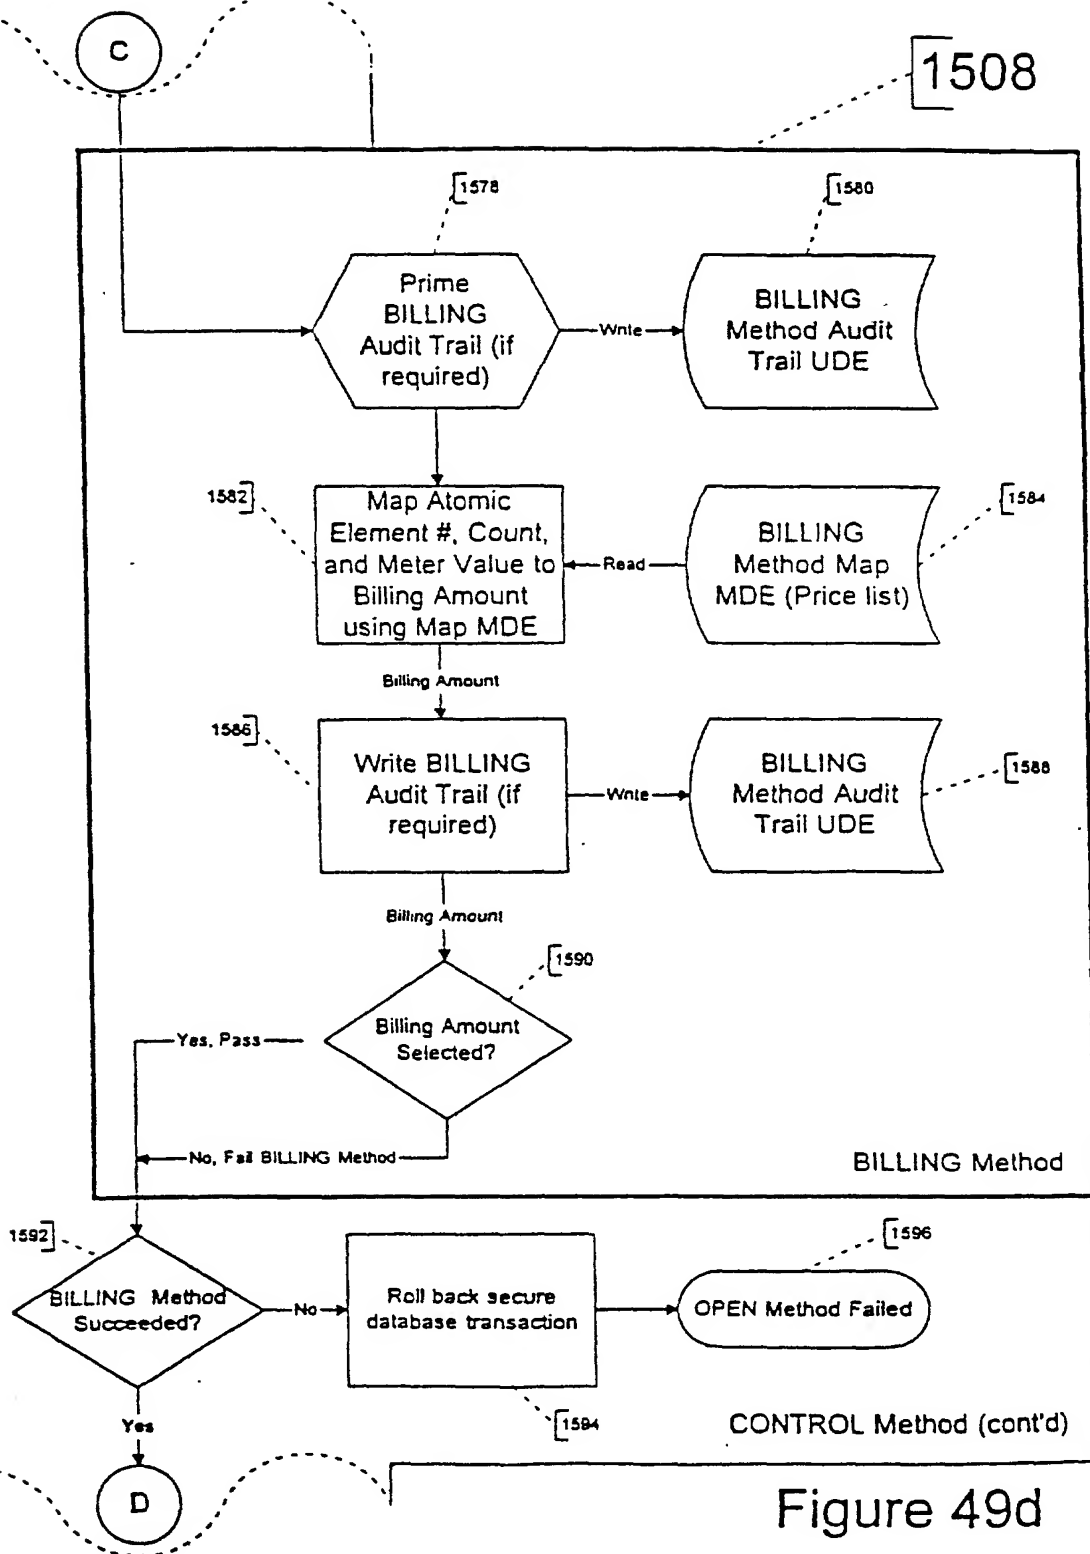 C
1508
1578
1580
Prime
BILLING
Audit Trail (if
required)
Write
BILLING
Method Audit
Trail UDE
1582
Map Atomic
Element #, Count,
and Meter Value to
Billing Amount
using Map MDE
Read
BILLING
Method Map
MDE (Price list)
1584
Billing Amount
1586
Write BILLING
Audit Trail (if
required)
Write
BILLING
Method Audit
Trail UDE
1588
Billing Amount
1590
Billing Amount
Selected?
Yes, Pass
No, Fail BILLING Method
BILLING Method
1592
BILLING Method
Succeeded?
No
Roll back secure
database transaction
1596
OPEN Method Failed
1594
Yes
CONTROL Method (cont'd)
D
Figure 49d